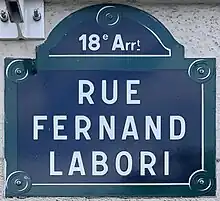 18e Arrt
RUE
FERNAND
LABORI